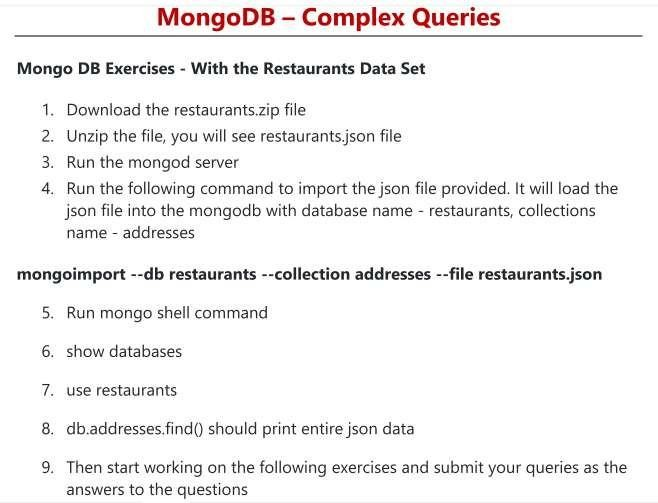 MongoDB – Complex Queries
Mongo DB Exercises - With the Restaurants Data Set
1. Download the restaurants.zip file
2. Unzip the file, you will see restaurants.json file
3. Run the mongod server
4. Run the following command to import the json file provided. It will load the
json file into the mongodb with database name - restaurants, collections
name - addresses
mongoimport --db restaurants --collection addresses --file restaurants.json
5. Run mongo shell command
6. show databases
7. use restaurants
8. db.addresses.find() should print entire json data
9. Then start working on the following exercises and submit your queries as the
answers to the questions